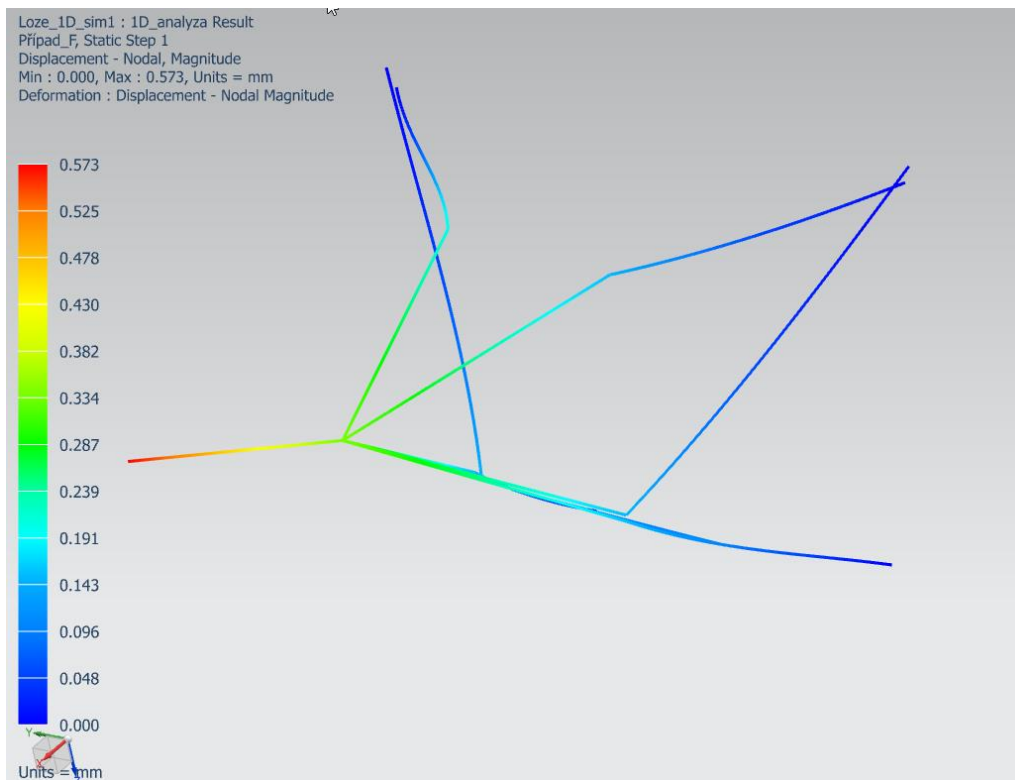 Loze_1D_sim1 : 1D_analyza Result
Případ_F, Static Step 1
Displacement - Nodal, Magnitude
Min : 0.000, Max : 0.573, Units = mm
Deformation : Displacement - Nodal Magnitude
0.573
0.525
0.478
0.430
0.382
0.334
0.287
0.239
0.191
0.143
0.096
0.048
0.000
Y
X
Units = mm